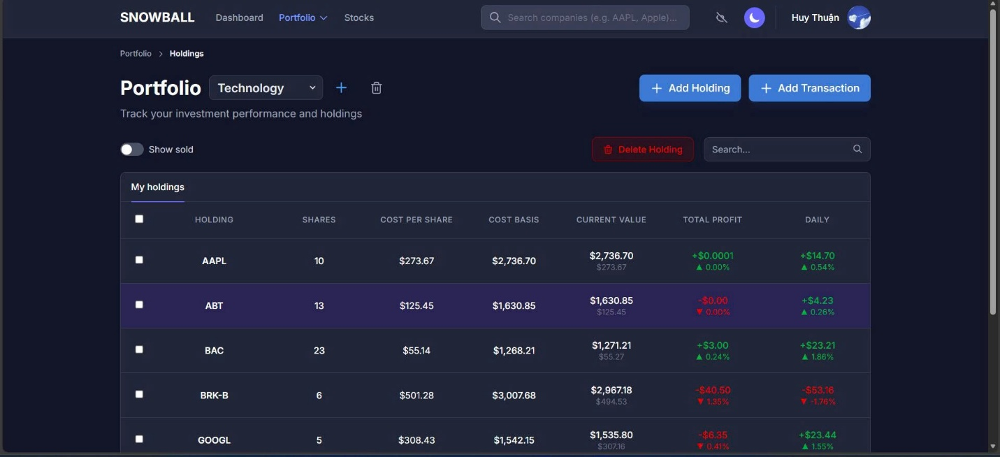 SNOWBALL Dashboard Portfolio Stocks Search companies (e.g. AAPL, Apple)... Huy Thuận
Portfolio > Holdings
Portfolio Technology + Add Holding + Add Transaction
Track your investment performance and holdings
Show sold Delete Holding Search...
My holdings
HOLDING SHARES COST PER SHARE COST BASIS CURRENT VALUE TOTAL PROFIT DAILY
AAPL 10 $273.67 $2,736.70 $2,736.70 +$0.0001 +$14.70
$273.67 ▲ 0.00% ▲ 0.54%
ABT 13 $125.45 $1,630.85 $1,630.85 -$0.00 +$4.23
$125.45 ▼ 0.00% ▲ 0.26%
BAC 23 $55.14 $1,268.21 $1,271.21 +$3.00 +$23.21
$55.27 ▲ 0.24% ▲ 1.86%
BRK-B 6 $501.28 $3,007.68 $2,967.18 -$40.50 -$53.16
$494.53 ▼ 1.35% ▼ -1.76%
GOOGL 5 $308.43 $1,542.15 $1,535.80 -$6.35 +$23.44
$307.16 ▼ 0.41% ▲ 1.55%